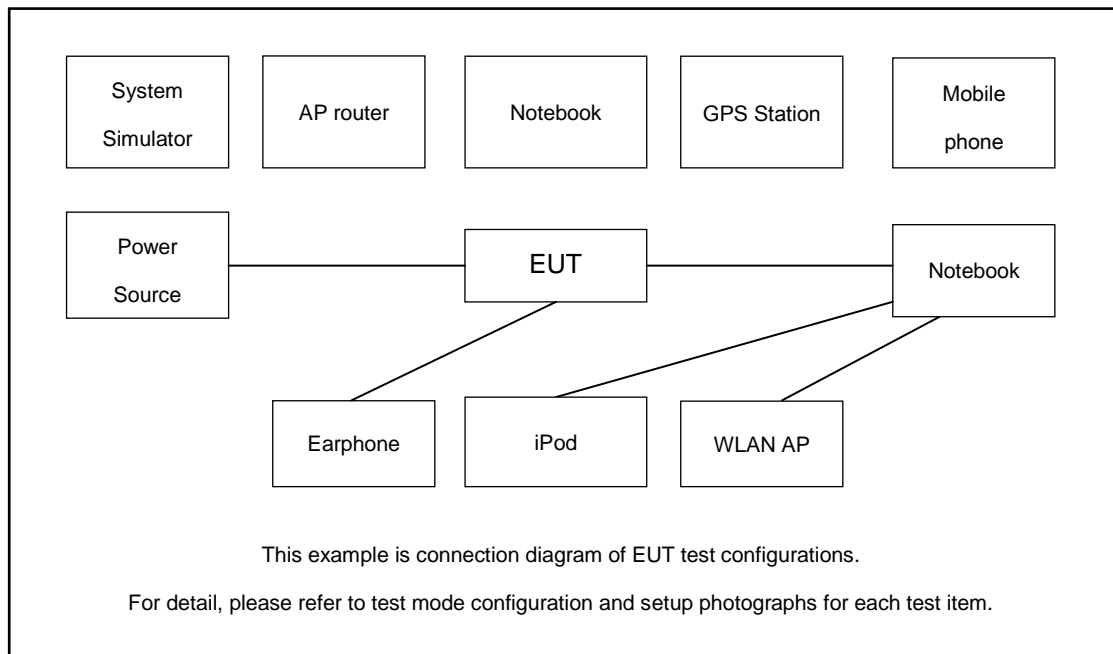 System
Simulator
AP router
Notebook
GPS Station
Mobile
phone
Power
Source
EUT
Notebook
Earphone
iPod
WLAN AP
This example is connection diagram of EUT test configurations.
For detail, please refer to test mode configuration and setup photographs for each test item.